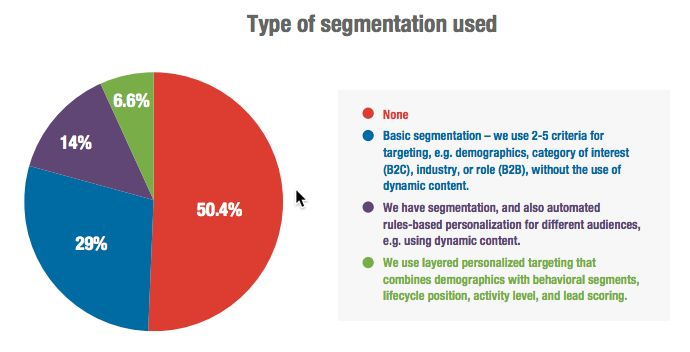 Type of segmentation used
6.6%
14%
50.4%
29%
None
Basic segmentation – we use 2-5 criteria for
targeting, e.g. demographics, category of interest
(B2C), industry, or role (B2B), without the use of
dynamic content.
We have segmentation, and also automated
rules-based personalization for different audiences,
e.g. using dynamic content.
We use layered personalized targeting that
combines demographics with behavioral segments,
lifecycle position, activity level, and lead scoring.